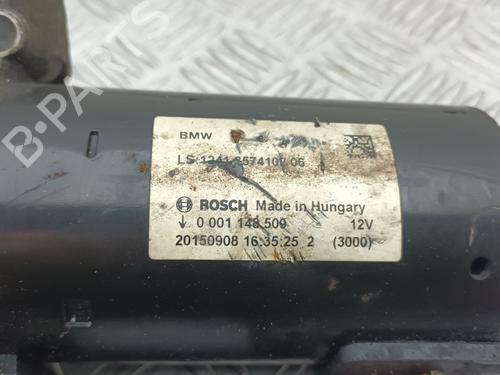 BMW
LS 1241 8574107 06
BOSCH Made in Hungary
0 001 148 509 12V
20150908 16:35:25 2 (3000)
B-PARTS